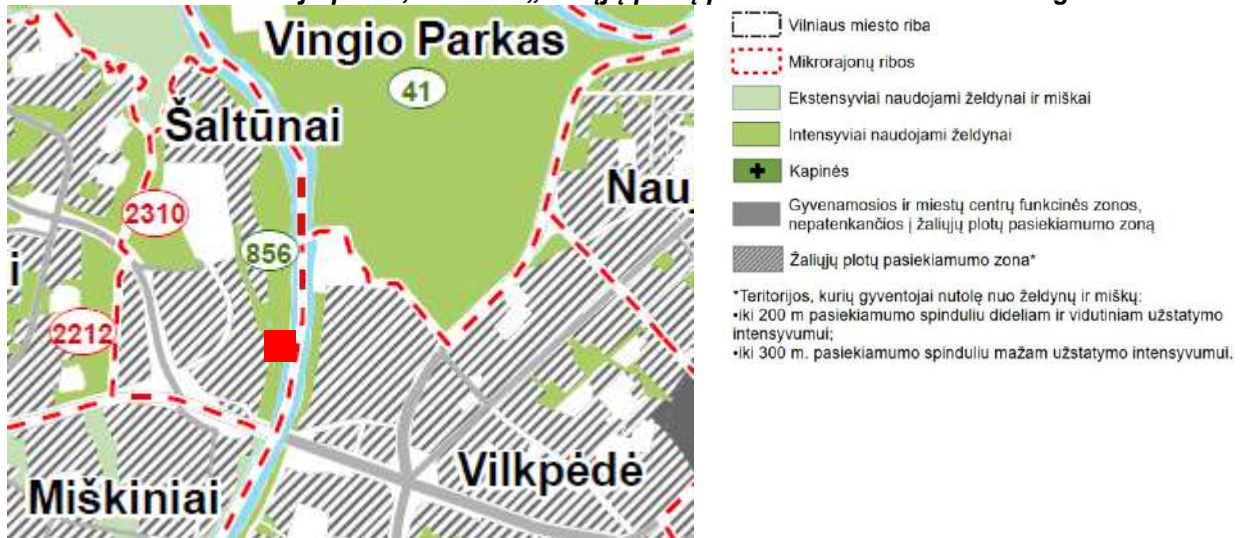 Vingio Parkas
41
Šaltūnai
Nauj
2310
856
i
2212
Miškiniai
Vilkpėdė
Vilniaus miesto riba
Mikrorajonų ribos
Ekstensyviai naudojami želdynai ir miškai
Intensyviai naudojami želdynai
Kapinės
Gyvenamosios ir miestų centrų funkcinės zonos,
nepatenkančios į žaliųjų plotų pasiekiamumo zoną
Žaliųjų plotų pasiekiamumo zona*
*Teritorijos, kurių gyventojai nutolę nuo želdynų ir miškų:
•iki 200 m pasiekiamumo spinduliu dideliam ir vidutiniam užstatymo
intensyvumui;
•iki 300 m. pasiekiamumo spinduliu mažam užstatymo intensyvumui.